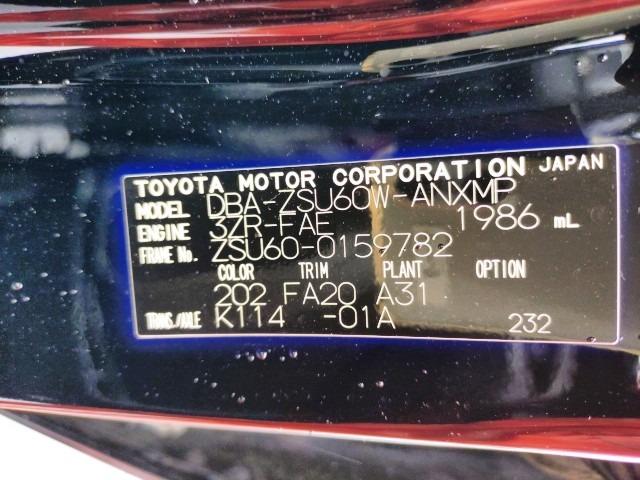 TOYOTA MOTOR CORPORATION JAPAN
MODEL DBA-ZSU60W-ANXMP
ENGINE 3ZR-FAE 1986 mL
FRAME No. ZSU60-0159782
COLOR TRIM PLANT OPTION
202 FA20 A31
TRANS./AXLE K114 -01A 232